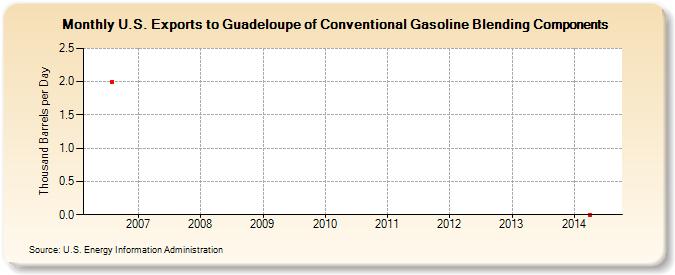 Monthly U.S. Exports to Guadeloupe of Conventional Gasoline Blending Components
Thousand Barrels per Day
2.5
2.0
1.5
1.0
0.5
0.0
2007 2008 2009 2010 2011 2012 2013 2014
Source: U.S. Energy Information Administration